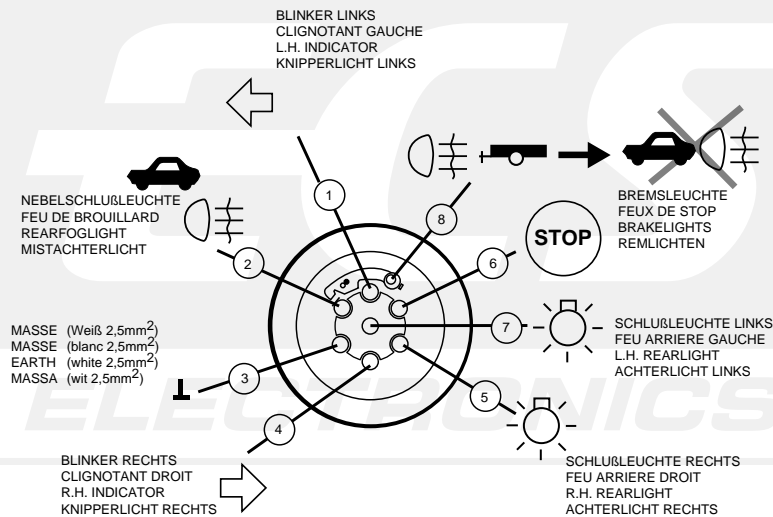 BLINKER LINKS
CLIGNOTANT GAUCHE
L.H. INDICATOR
KNIPPERLICHT LINKS
ECS
ELECTRONICS
1
8
NEBELSCHLUßLEUCHTE
FEU DE BROUILLARD
REARFOGLIGHT
MISTACHTERLICHT
BREMSLEUCHTE
FEUX DE STOP
BRAKELIGHTS
REMLICHTEN
STOP
2
6
7
MASSE (Weiß 2,5mm²)
MASSE (blanc 2,5mm²)
EARTH (white 2,5mm²)
MASSA (wit 2,5mm²)
SCHLUßLEUCHTE LINKS
FEU ARRIERE GAUCHE
L.H. REARLIGHT
ACHTERLICHT LINKS
3
5
4
BLINKER RECHTS
CLIGNOTANT DROIT
R.H. INDICATOR
KNIPPERLICHT RECHTS
SCHLUßLEUCHTE RECHTS
FEU ARRIERE DROIT
R.H. REARLIGHT
ACHTERLICHT RECHTS